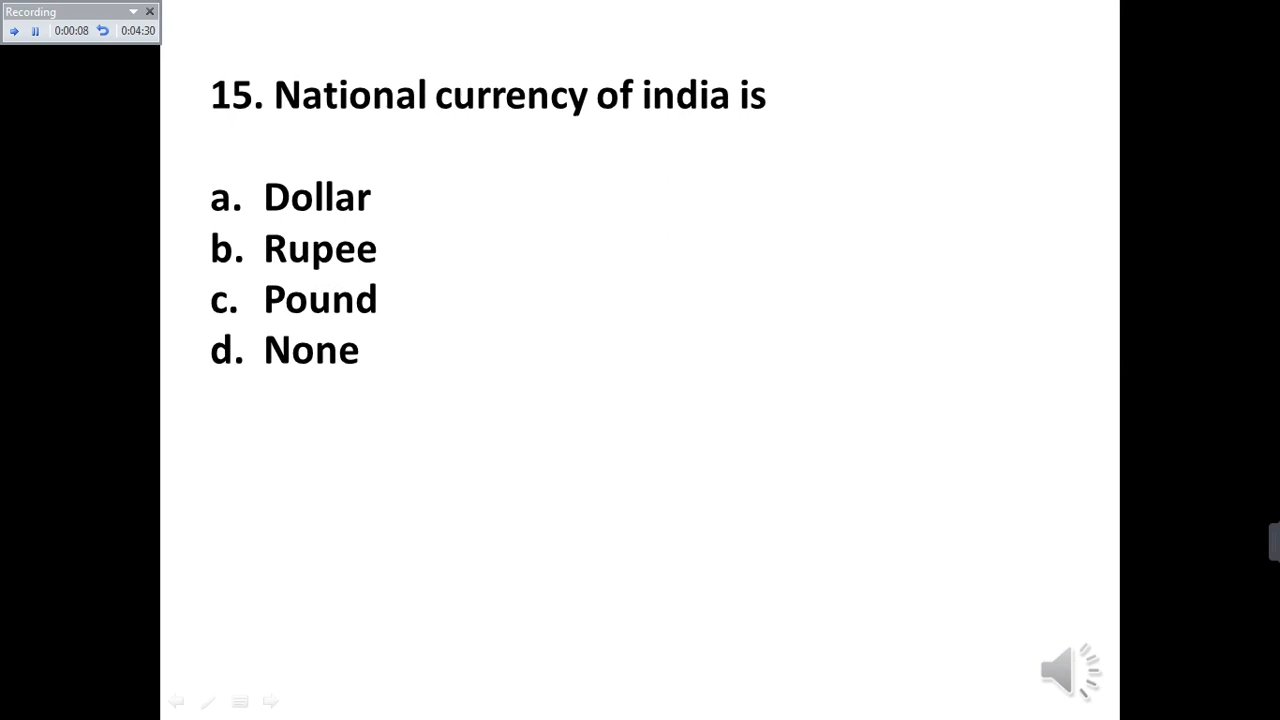 Recording
0:00:08 0:04:30
15. National currency of india is
a. Dollar
b. Rupee
c. Pound
d. None